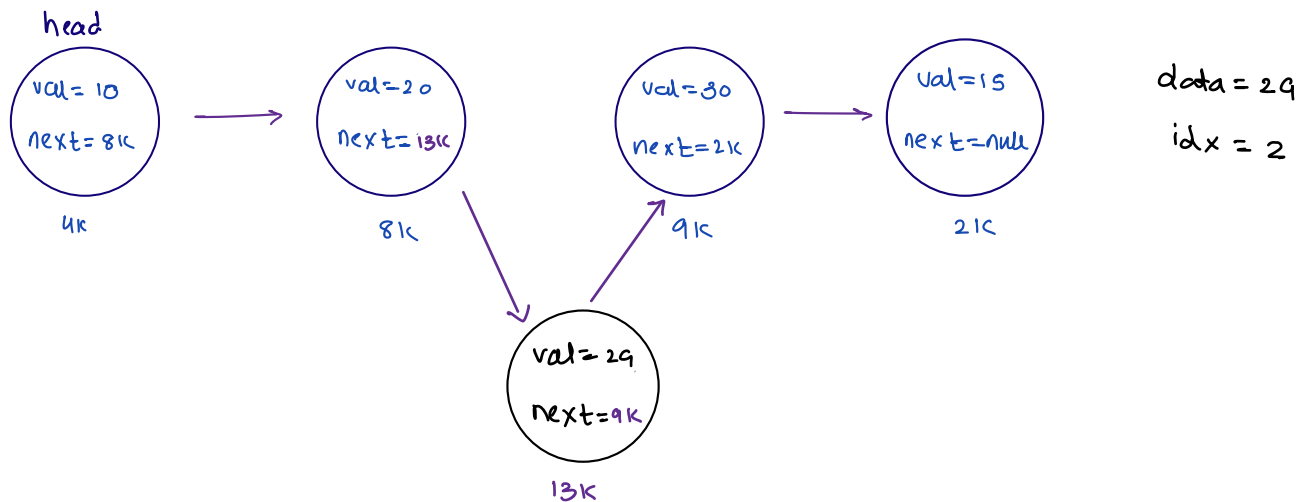 head
val= 10
next= 8K
4K
val=20
next=13K
8K
val=30
next=2K
9K
val=15
next=null
2K
data = 29
idx = 2
val= 29
next=9K
13K